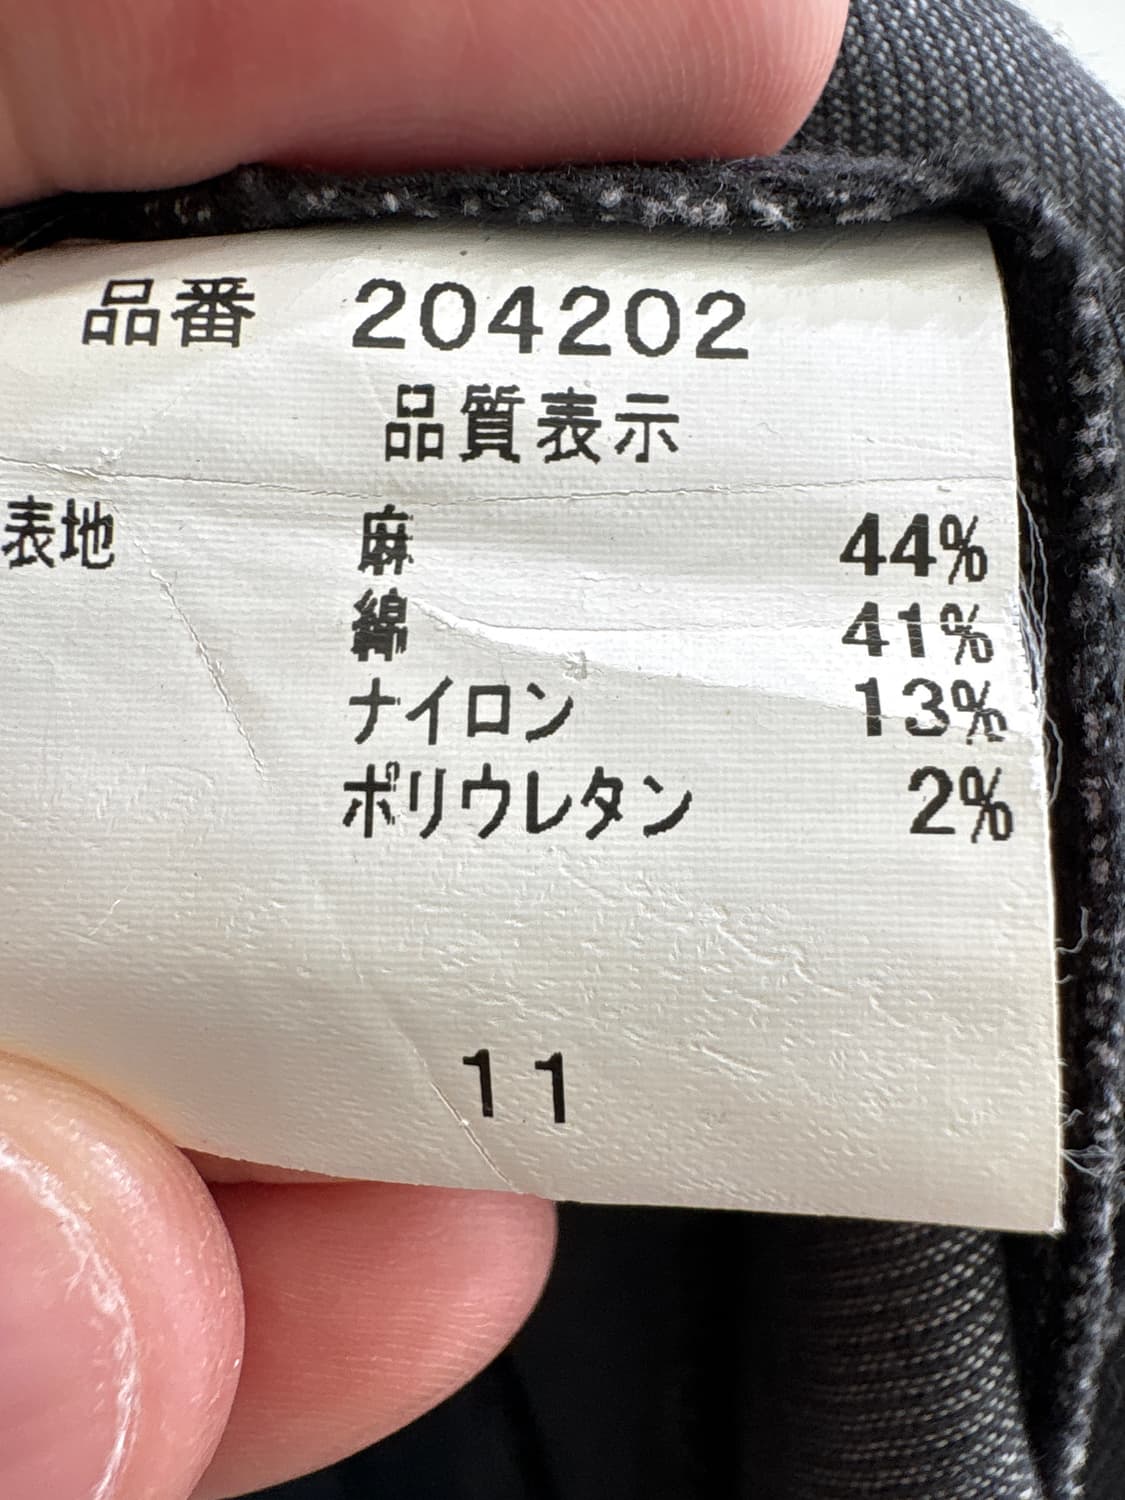 品番 204202
品質表示
表地 麻 44%
綿 41%
ナイロン 13%
ポリウレタン 2%
11